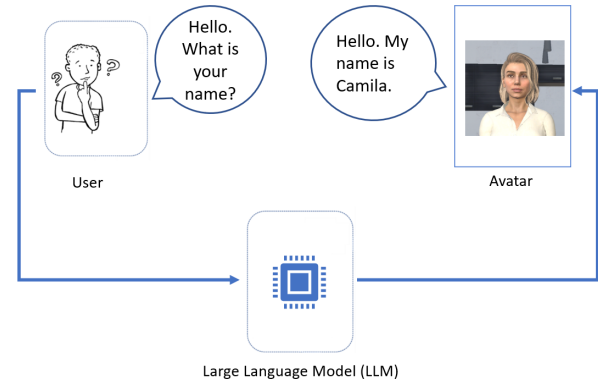 Hello.
What is
your
name?
Hello. My
name is
Camila.
? ?
User
Avatar
Large Language Model (LLM)